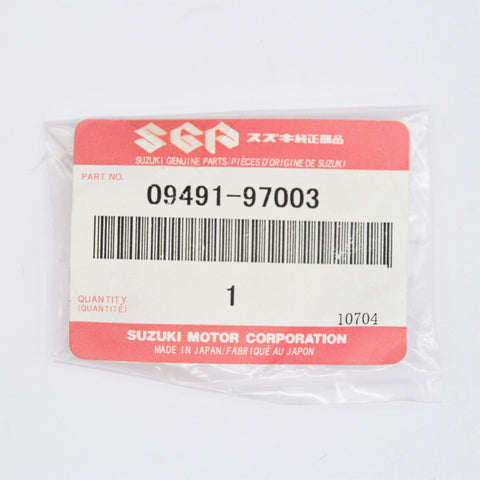 SGP スズキ純正部品
SUZUKI GENUINE PARTS/PIÈCES D'ORIGINE DE SUZUKI
PART NO.
09491-97003
QUANTITY
(QUANTITÉ)
1
10704
SUZUKI MOTOR CORPORATION
MADE IN JAPAN/FABRIQUÉ AU JAPON